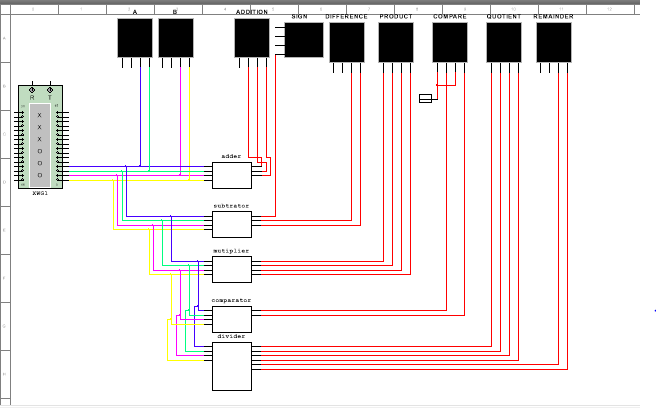 A B ADDITION SIGN DIFFERENCE PRODUCT COMPARE QUOTIENT REMAINDER
R T
X
X
X
O
O
O
XWG1
adder
subtrator
mutiplier
comparator
divider